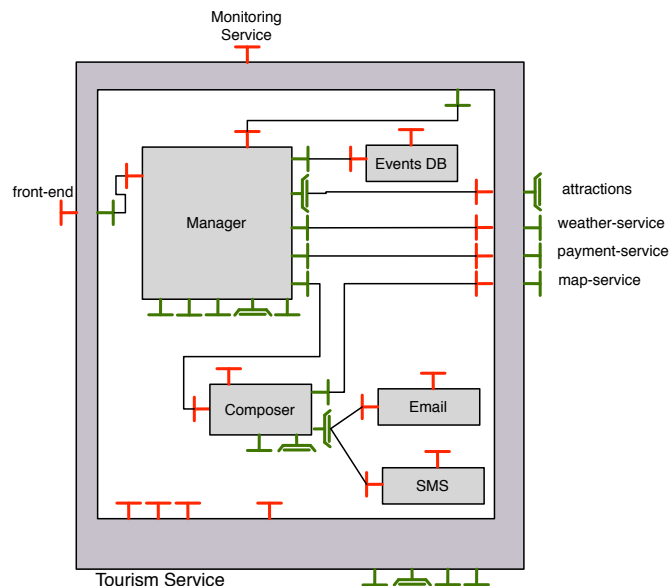 Monitoring
Service
front-end
Manager
Events DB
attractions
weather-service
payment-service
map-service
Composer
Email
SMS
Tourism Service